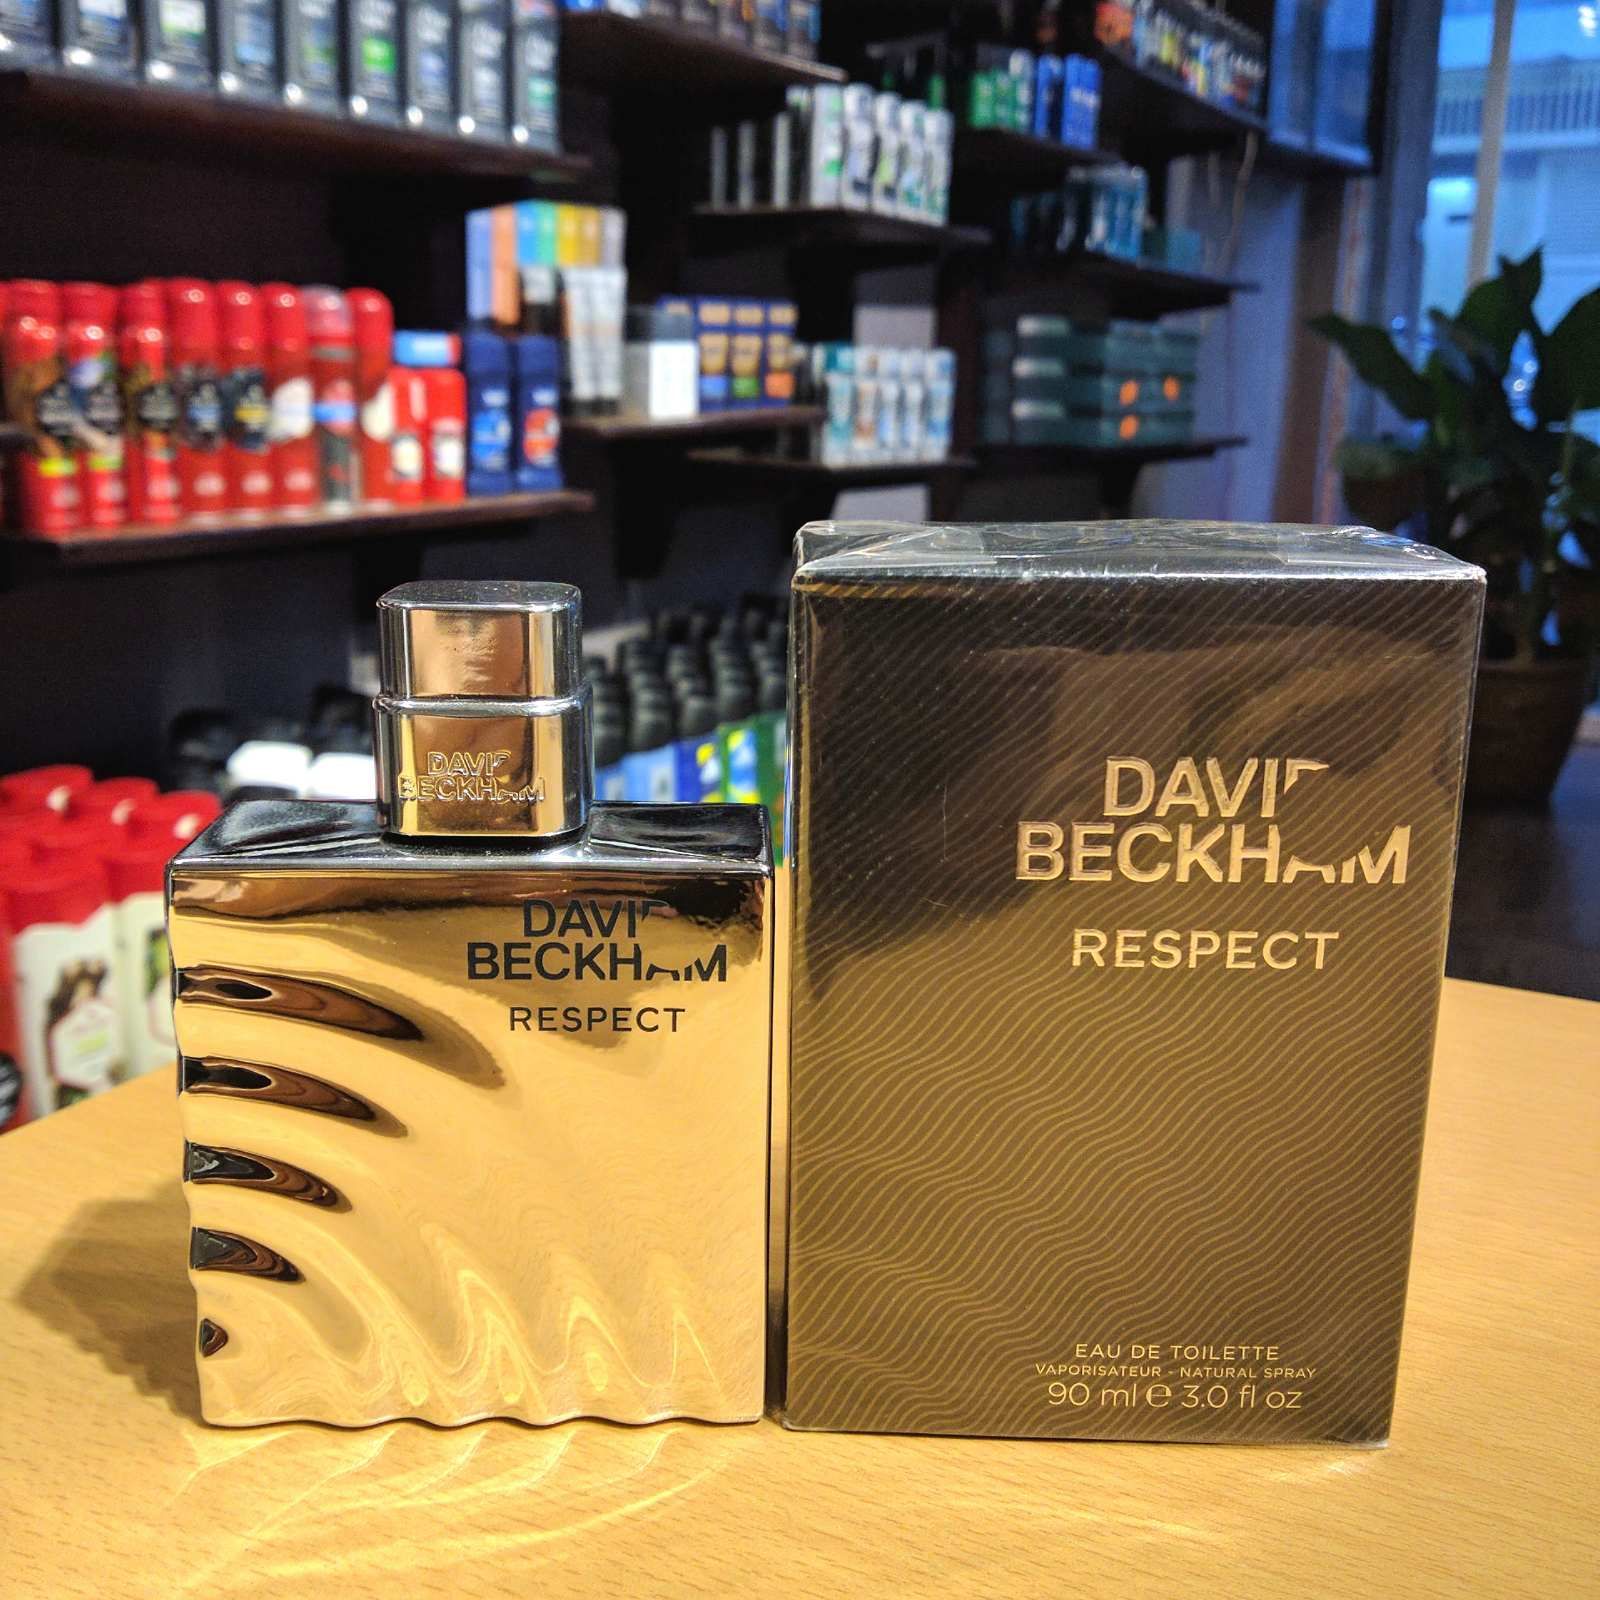 DAVID
BECKHAM
DAVID
BECKHAM
RESPECT
DAVID
BECKHAM
RESPECT
EAU DE TOILETTE
VAPORISATEUR - NATURAL SPRAY
90 ml e 3.0 fl oz